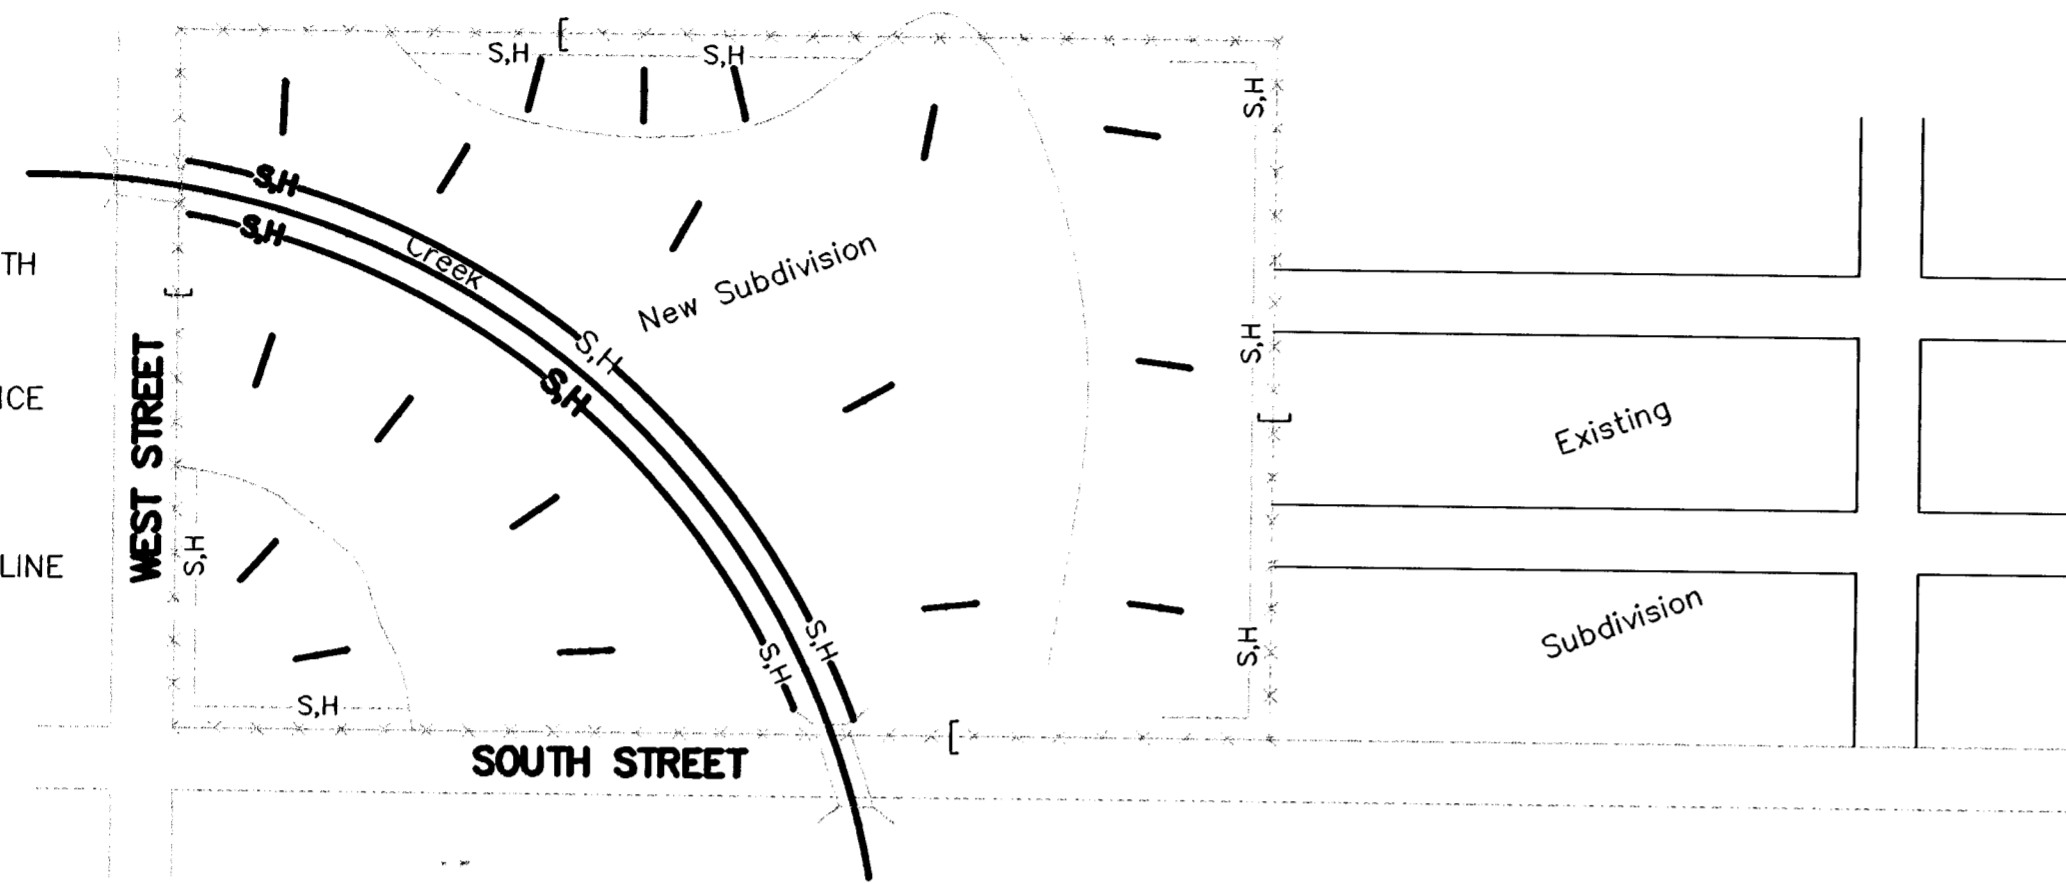 S,H
S,H
S,H
S,H
S,H
Creek
New Subdivision
TH
S,H
S,H
S,H
WEST STREET
ICE
Existing
S,H
LINE
S,H
S,H
S,H
Subdivision
S,H
SOUTH STREET